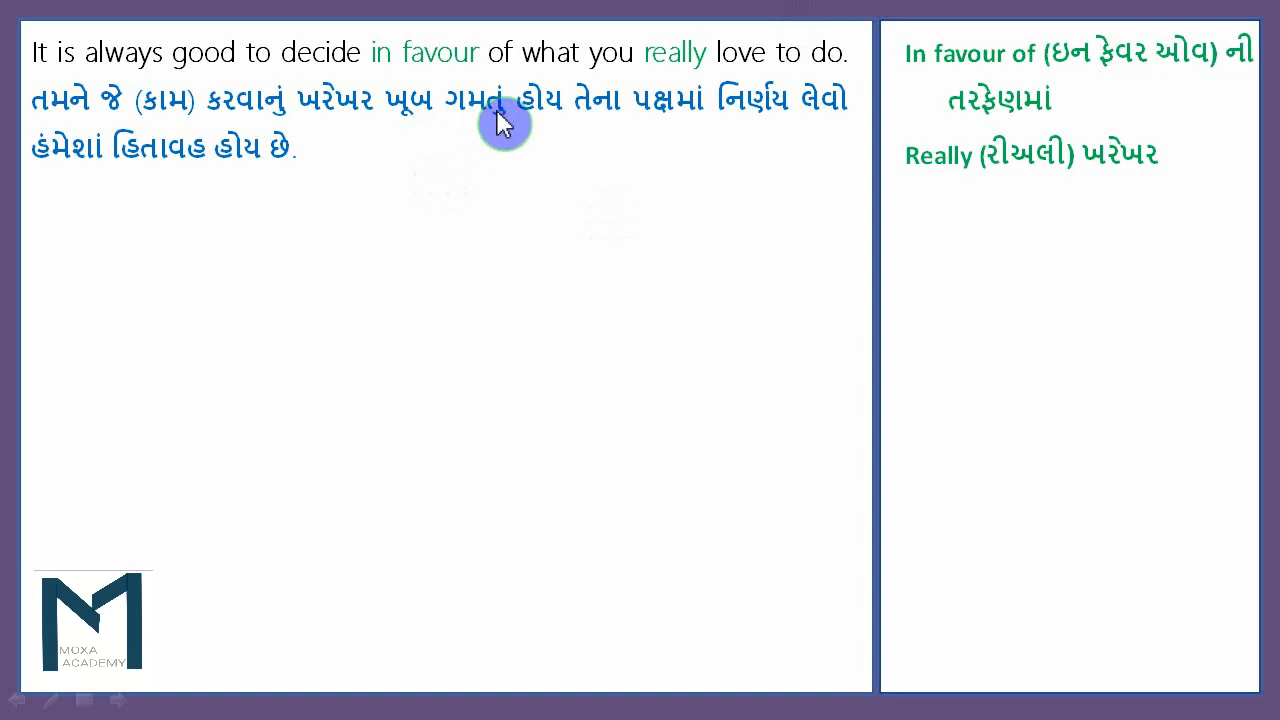 It is always good to decide in favour of what you really love to do.
તમને જે (કામ) કરવાનું ખરેખર ખૂબ ગમતું હોય તેના પક્ષમાં નિર્ણય લેવો
હંમેશાં હિતાવહ હોય છે.
In favour of (ઇન ફેવર ઓવ) ની
તરફેણમાં
Really (રીઅલી) ખરેખર
MOXA
ACADEMY